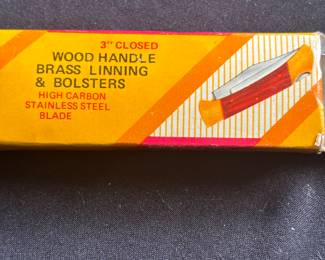 3" CLOSED
WOOD HANDLE
BRASS LINNING
& BOLSTERS
HIGH CARBON
STAINLESS STEEL
BLADE